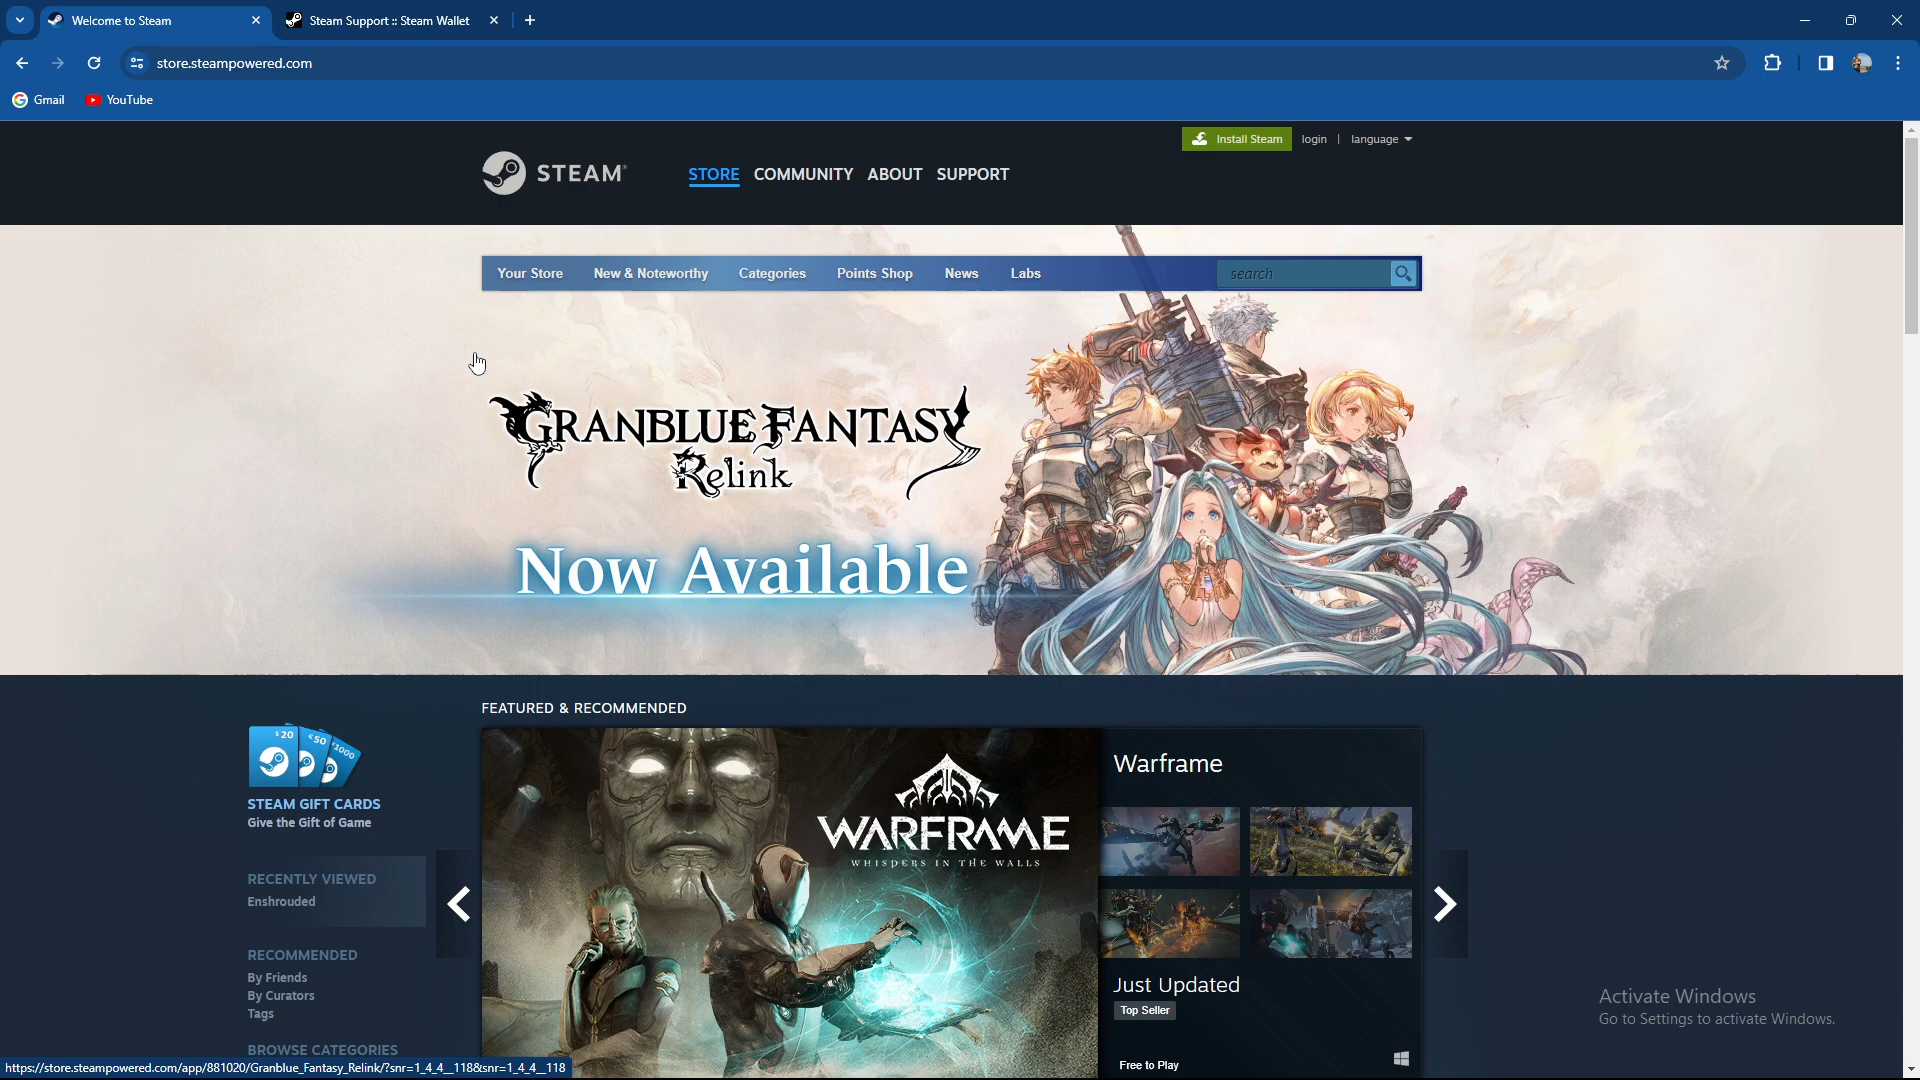 Welcome to Steam
Steam Support :: Steam Wallet
store.steampowered.com
Gmail
YouTube
Install Steam
login | language
STEAM®
STORE COMMUNITY ABOUT SUPPORT
Your Store New & Noteworthy Categories Points Shop News Labs search
GRANBLUE FANTASY
Relink
Now Available
FEATURED & RECOMMENDED
$20 €50
1000
STEAM GIFT CARDS
Give the Gift of Game
RECENTLY VIEWED
Enshrouded
RECOMMENDED
By Friends
By Curators
Tags
BROWSE CATEGORIES
WARFRAME
WHISPERS IN THE WALLS
Warframe
Just Updated
Top Seller
Free to Play
Activate Windows
Go to Settings to activate Windows.
https://store.steampowered.com/app/881020/Granblue_Fantasy_Relink/?snr=1_4_4__118&snr=1_4_4__118